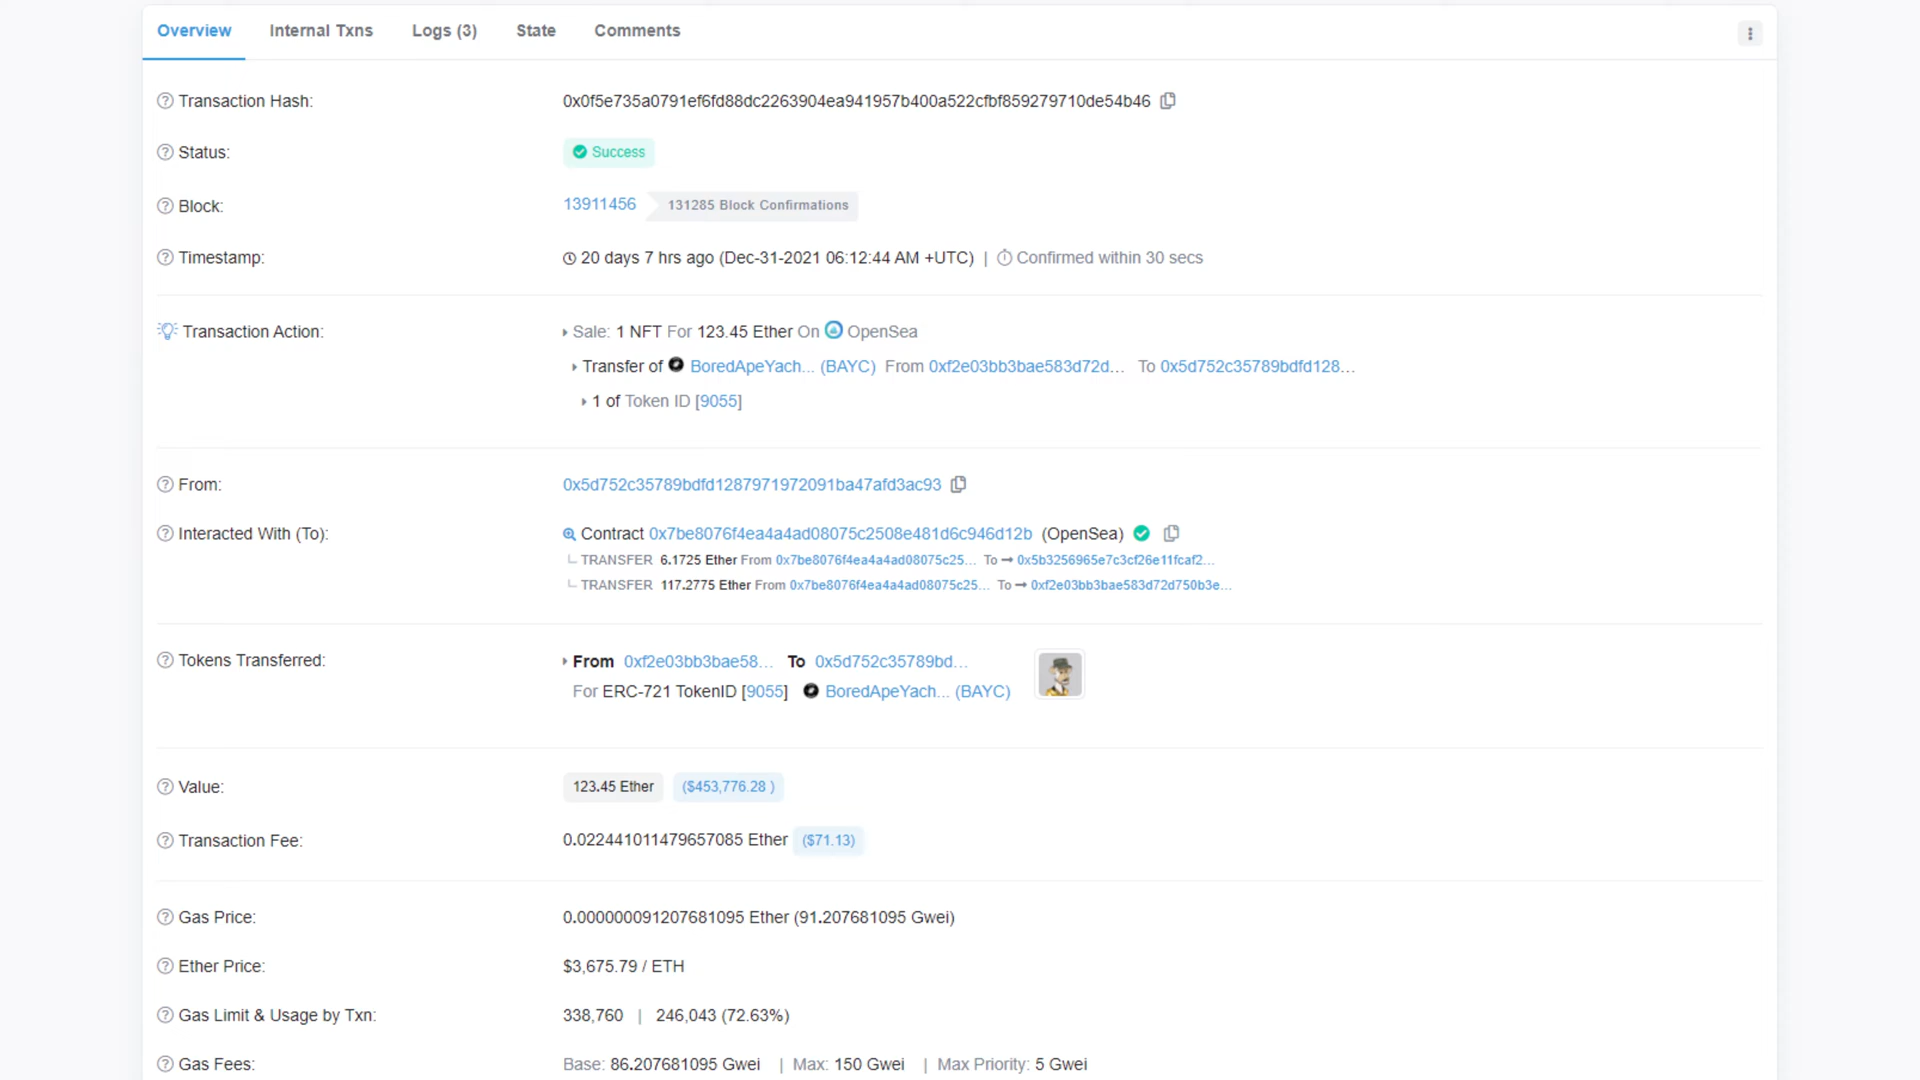 Overview Internal Txns Logs (3) State Comments
Transaction Hash: 0x0f5e735a0791ef6fd88dc2263904ea941957b400a522cfbf859279710de54b46
Status: Success
Block: 13911456 131285 Block Confirmations
Timestamp: 20 days 7 hrs ago (Dec-31-2021 06:12:44 AM +UTC) | Confirmed within 30 secs
Transaction Action: Sale: 1 NFT For 123.45 Ether On OpenSea
Transfer of BoredApeYach... (BAYC) From 0xf2e03bb3bae583d72d... To 0x5d752c35789bdfd128...
1 of Token ID [9055]
From: 0x5d752c35789bdfd1287971972091ba47afd3ac93
Interacted With (To): Contract 0x7be8076f4ea4a4ad08075c2508e481d6c946d12b (OpenSea)
TRANSFER 6.1725 Ether From 0x7be8076f4ea4a4ad08075c25... To → 0x5b3256965e7c3cf26e11fcaf2...
TRANSFER 117.2775 Ether From 0x7be8076f4ea4a4ad08075c25... To → 0xf2e03bb3bae583d72d750b3e...
Tokens Transferred: From 0xf2e03bb3bae58... To 0x5d752c35789bd...
For ERC-721 TokenID [9055] BoredApeYach... (BAYC)
Value: 123.45 Ether ($453,776.28 )
Transaction Fee: 0.022441011479657085 Ether ($71.13)
Gas Price: 0.000000091207681095 Ether (91.207681095 Gwei)
Ether Price: $3,675.79 / ETH
Gas Limit & Usage by Txn: 338,760 | 246,043 (72.63%)
Gas Fees: Base: 86.207681095 Gwei | Max: 150 Gwei | Max Priority: 5 Gwei